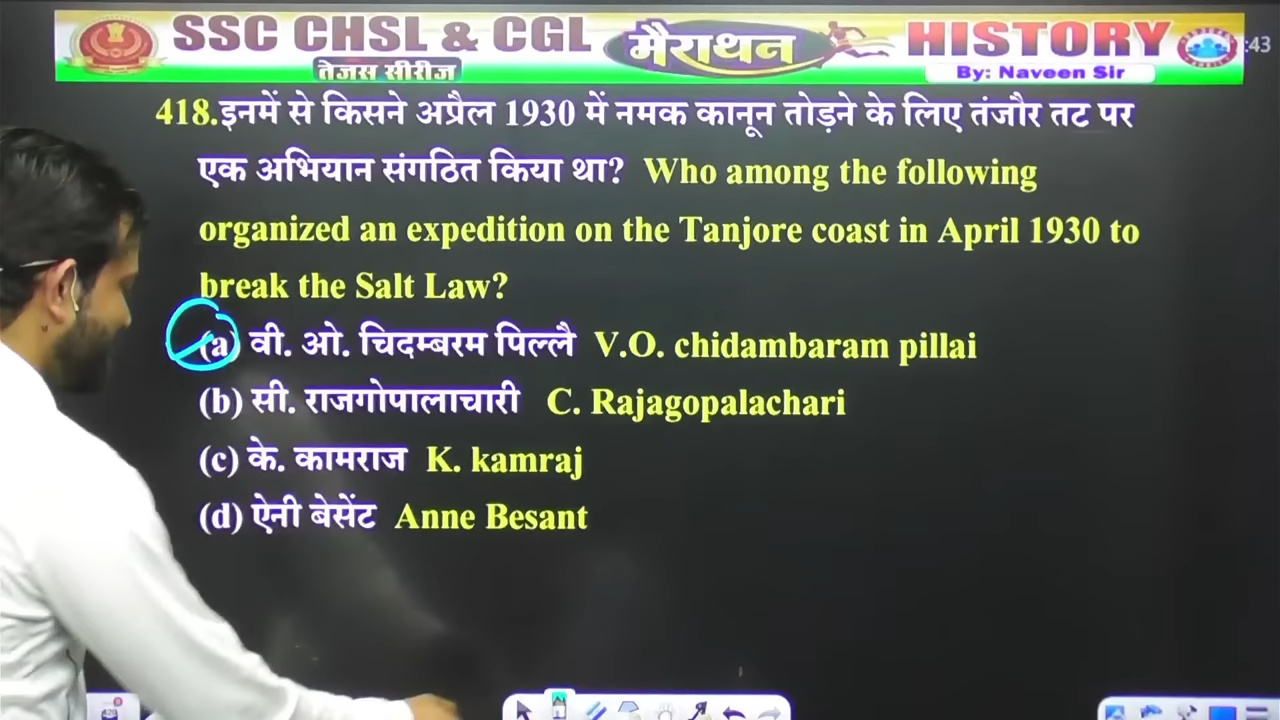 SSC CHSL & CGL मैराथन HISTORY :43
तेजस सीरीज By: Naveen Sir
418.इनमें से किसने अप्रैल 1930 में नमक कानून तोड़ने के लिए तंजौर तट पर
एक अभियान संगठित किया था? Who among the following
organized an expedition on the Tanjore coast in April 1930 to
break the Salt Law?
(a) वी. ओ. चिदम्बरम पिल्लै V.O. chidambaram pillai
(b) सी. राजगोपालाचारी C. Rajagopalachari
(c) के. कामराज K. kamraj
(d) ऐनी बेसेंट Anne Besant